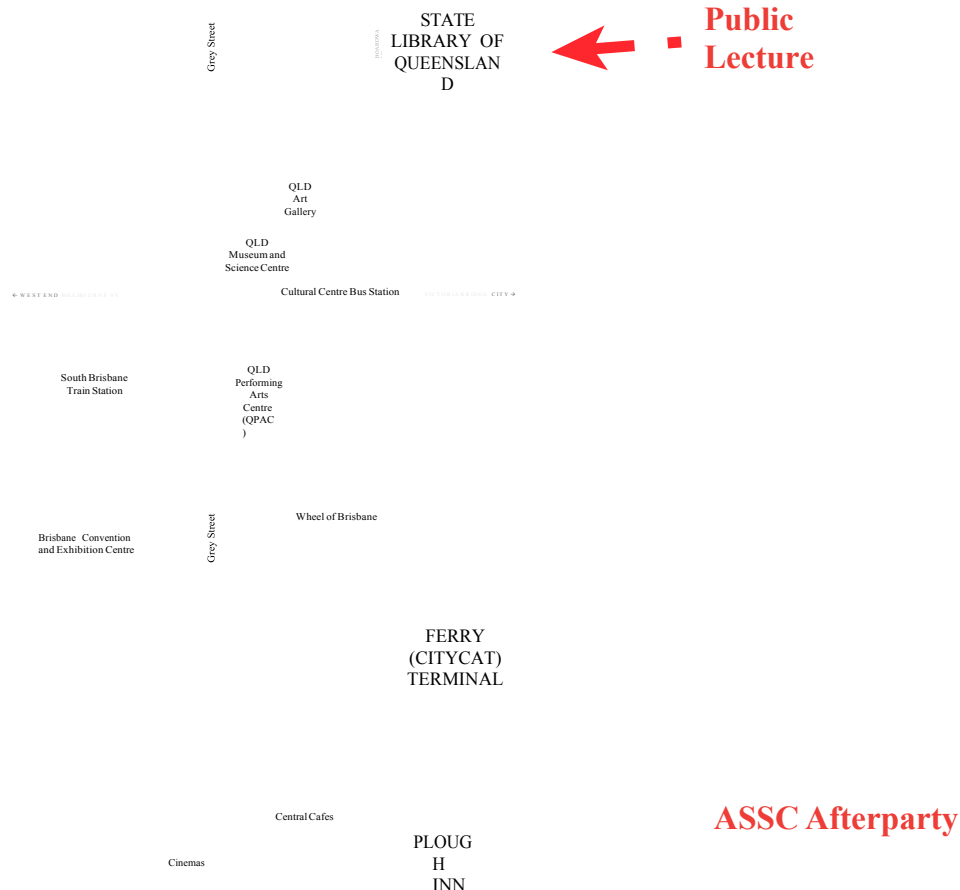 Public
Lecture
STATE
LIBRARY OF
QUEENSLAN
D
Grey Street
QLD
Art
Gallery
QLD
Museum and
Science Centre
Cultural Centre Bus Station
← WEST END
CITY →
South Brisbane
Train Station
QLD
Performing
Arts
Centre
(QPAC
)
Wheel of Brisbane
Grey Street
Brisbane Convention
and Exhibition Centre
FERRY
(CITYCAT)
TERMINAL
Central Cafes
ASSC Afterparty
PLOUG
H
INN
Cinemas